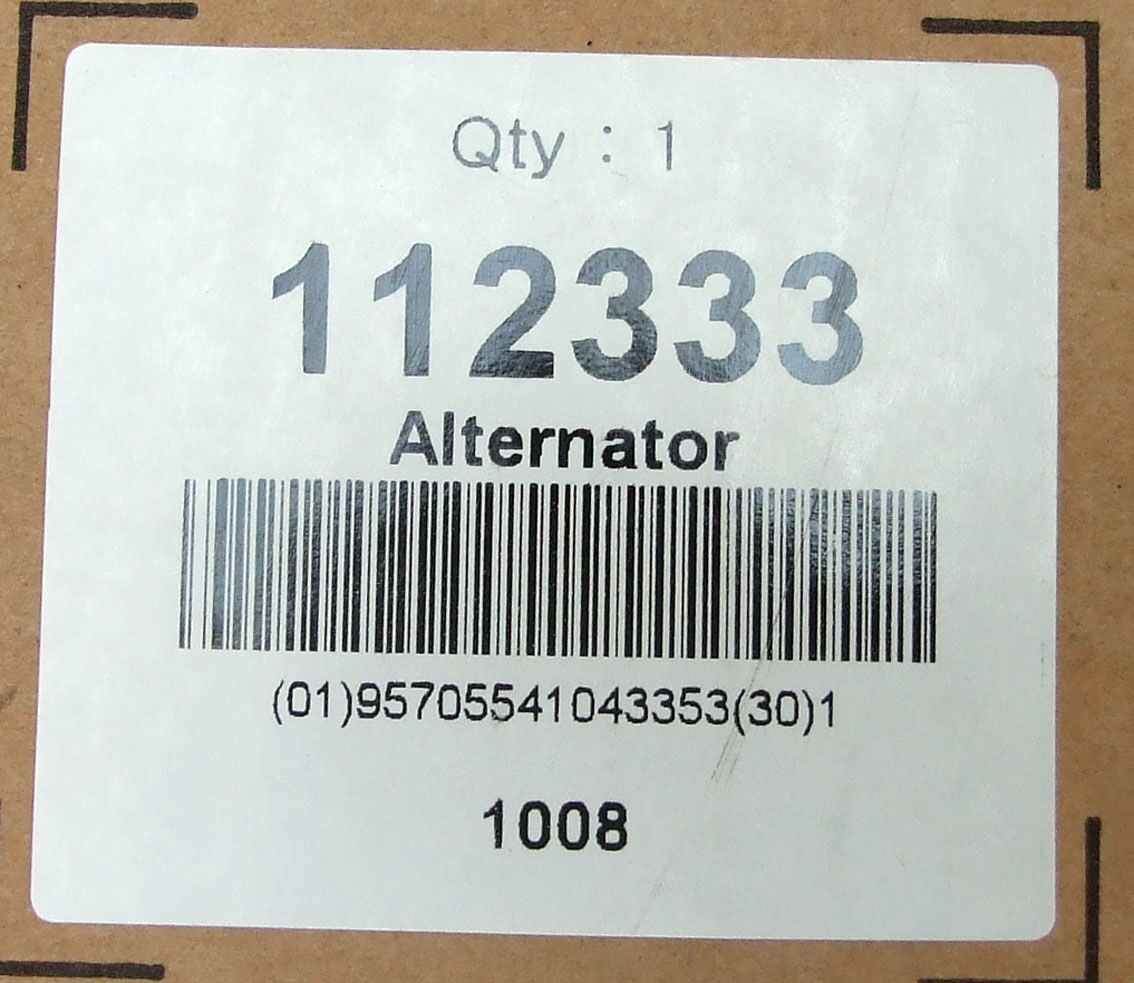 Qty : 1
112333
Alternator
(01)95705541043353(30)1
1008